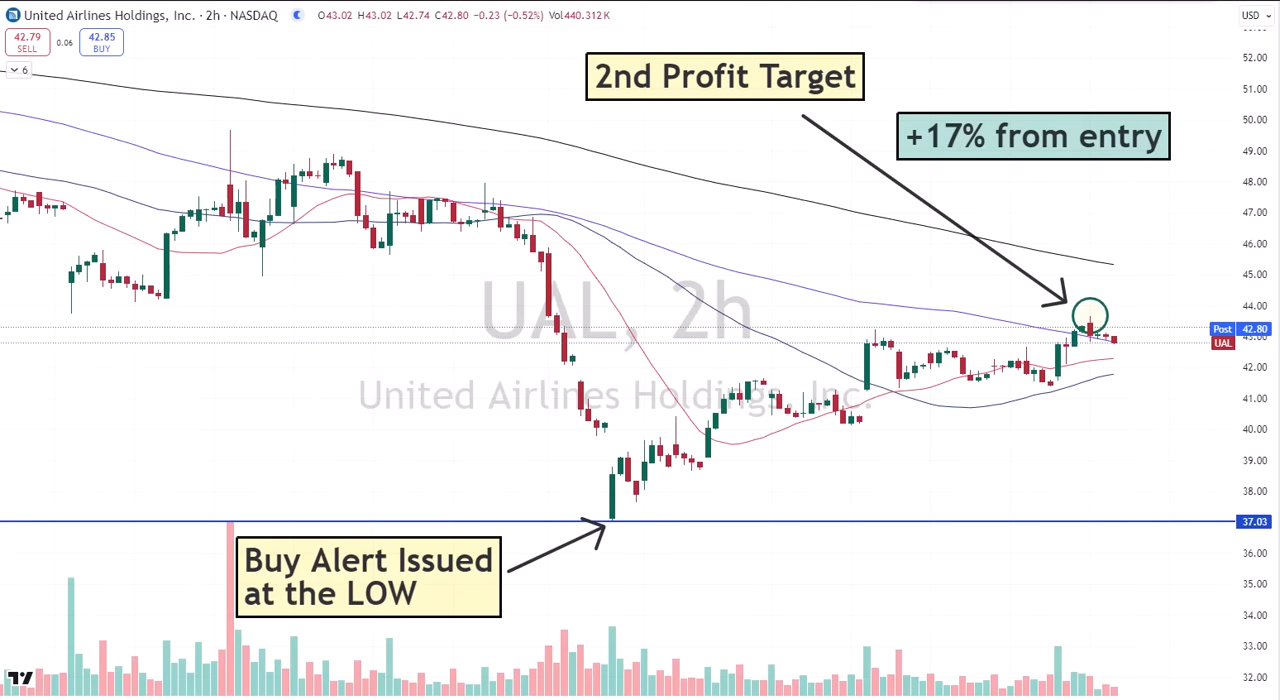 United Airlines Holdings, Inc. · 2h · NASDAQ O43.02 H43.02 L42.74 C42.80 −0.23 (−0.52%) Vol440.312K
USD
42.79
SELL
0.06
42.85
BUY
6
2nd Profit Target
+17% from entry
52.00
51.00
50.00
49.00
48.00
47.00
46.00
45.00
44.00
Post 42.80
UAL
42.00
41.00
40.00
39.00
38.00
37.03
36.00
35.00
34.00
33.00
32.00
UAL, 2h
United Airlines Holdings, Inc.
Buy Alert Issued
at the LOW